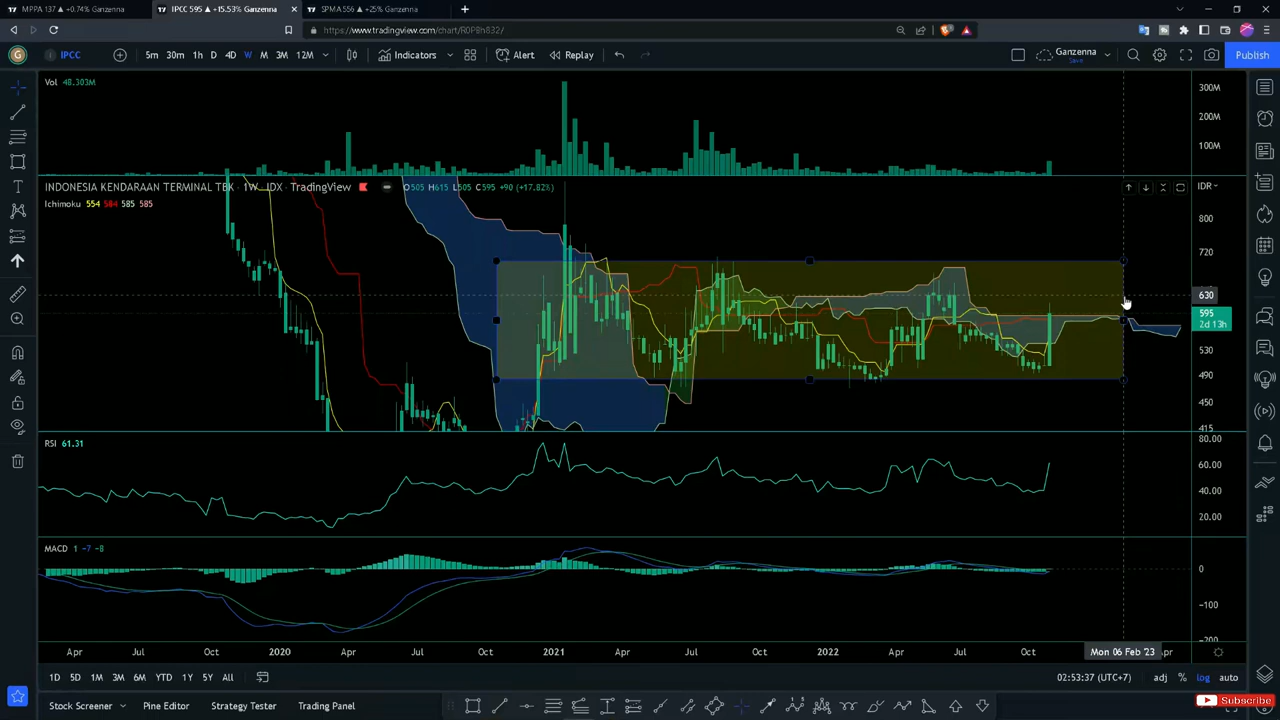 MPPA 137 ▲ +0.74% Ganzenna
IPCC 595 ▲ +15.53% Ganzenna
SPMA 556 ▲ +25% Ganzenna
https://www.tradingview.com/chart/R0P8h832/
G IPCC 5m 30m 1h 2H D 4D W M 3M 12M Indicators Alert Replay Ganzenna Save Publish
Vol 48.303M
300M
200M
100M
INDONESIA KENDARAAN TERMINAL TBK · 1W · IDX · TradingView O505 H615 L505 C595 +90 (+17.82%)
IDR
Ichimoku 554 584 585 585
800
720
630
595
2d 13h
530
490
450
415
RSI 61.31
80.00
60.00
40.00
20.00
MACD 1 −7 −8
0
−100
−200
Apr Jul Oct 2020 Apr Jul Oct 2021 Apr Jul Oct 2022 Apr Jul Oct Mon 06 Feb '23 Apr
1D 5D 1M 3M 6M YTD 1Y 5Y All 02:53:37 (UTC+7) adj % log auto
Stock Screener Pine Editor Strategy Tester Trading Panel
Subscribe